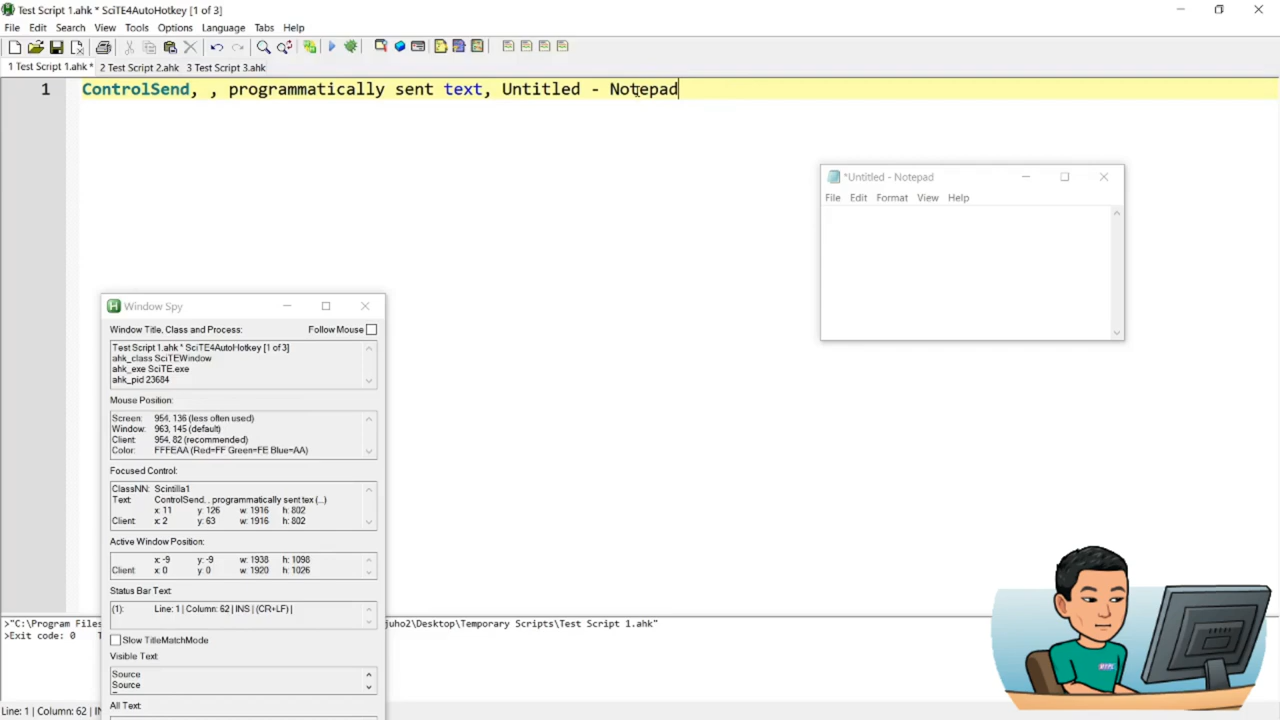 Test Script 1.ahk * SciTE4AutoHotkey [1 of 3]
File Edit Search View Tools Options Language Tabs Help
1 Test Script 1.ahk * 2 Test Script 2.ahk 3 Test Script 3.ahk
1 ControlSend, , programmatically sent text, Untitled - Notepad
*Untitled - Notepad
File Edit Format View Help
Window Spy
Window Title, Class and Process: Follow Mouse
Test Script 1.ahk * SciTE4AutoHotkey [1 of 3]
ahk_class SciTEWindow
ahk_exe SciTE.exe
ahk_pid 23684
Mouse Position:
Screen: 954, 136 (less often used)
Window: 963, 145 (default)
Client: 954, 82 (recommended)
Color: FFFEAA (Red=FF Green=FE Blue=AA)
Focused Control:
ClassNN: Scintilla1
Text: ControlSend, , programmatically sent tex (...)
x: 11 y: 126 w: 1916 h: 802
Client: x: 2 y: 63 w: 1916 h: 802
Active Window Position:
x: -9 y: -9 w: 1938 h: 1098
Client: x: 0 y: 0 w: 1920 h: 1026
Status Bar Text:
(1): Line: 1 | Column: 62 | INS | (CR+LF) |
Slow TitleMatchMode
Visible Text:
Source
Source
All Text:
>"C:\Program Files juho2\Desktop\Temporary Scripts\Test Script 1.ahk"
>Exit code: 0 T
Line: 1 | Column: 62 | IN